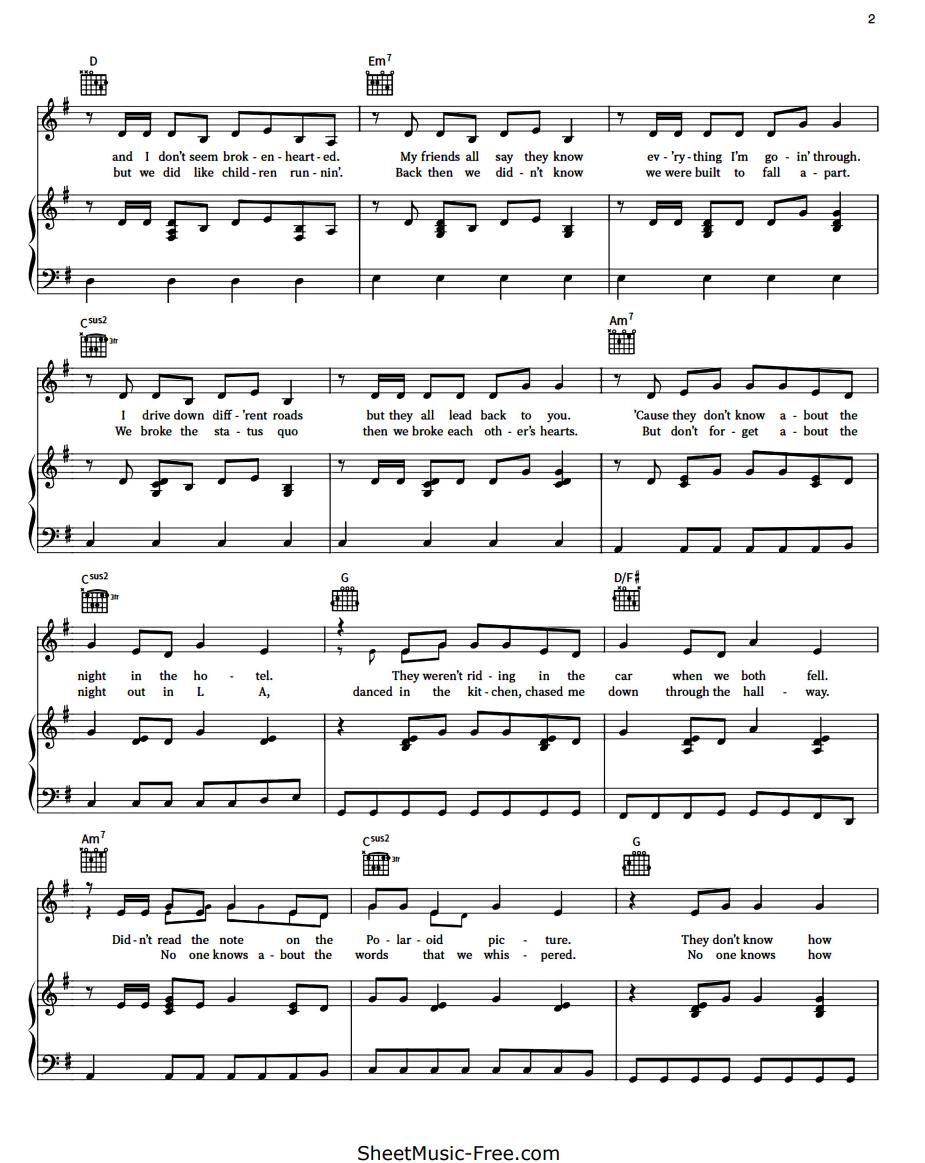 2
D Em7
and I don't seem brok - en - heart - ed. My friends all say they know ev - 'ry - thing I'm go - in' through.
but we did like child - ren run - nin'. Back then we did - n't know we were built to fall a - part.
Csus2 3fr Am7
I drive down diff - 'rent roads but they all lead back to you. 'Cause they don't know a - bout the
We broke the sta - tus quo then we broke each oth - er's hearts. But don't for - get a - bout the
Csus2 3fr G D/F♯
night in the ho - tel. They weren't rid - ing in the car when we both fell.
night out in L A, danced in the kit - chen, chased me down through the hall - way.
Am7 Csus2 3fr G
Did - n't read the note on the Po - lar - oid pic - ture. They don't know how
No one knows a - bout the words that we whis - pered. No one knows how
SheetMusic-Free.com